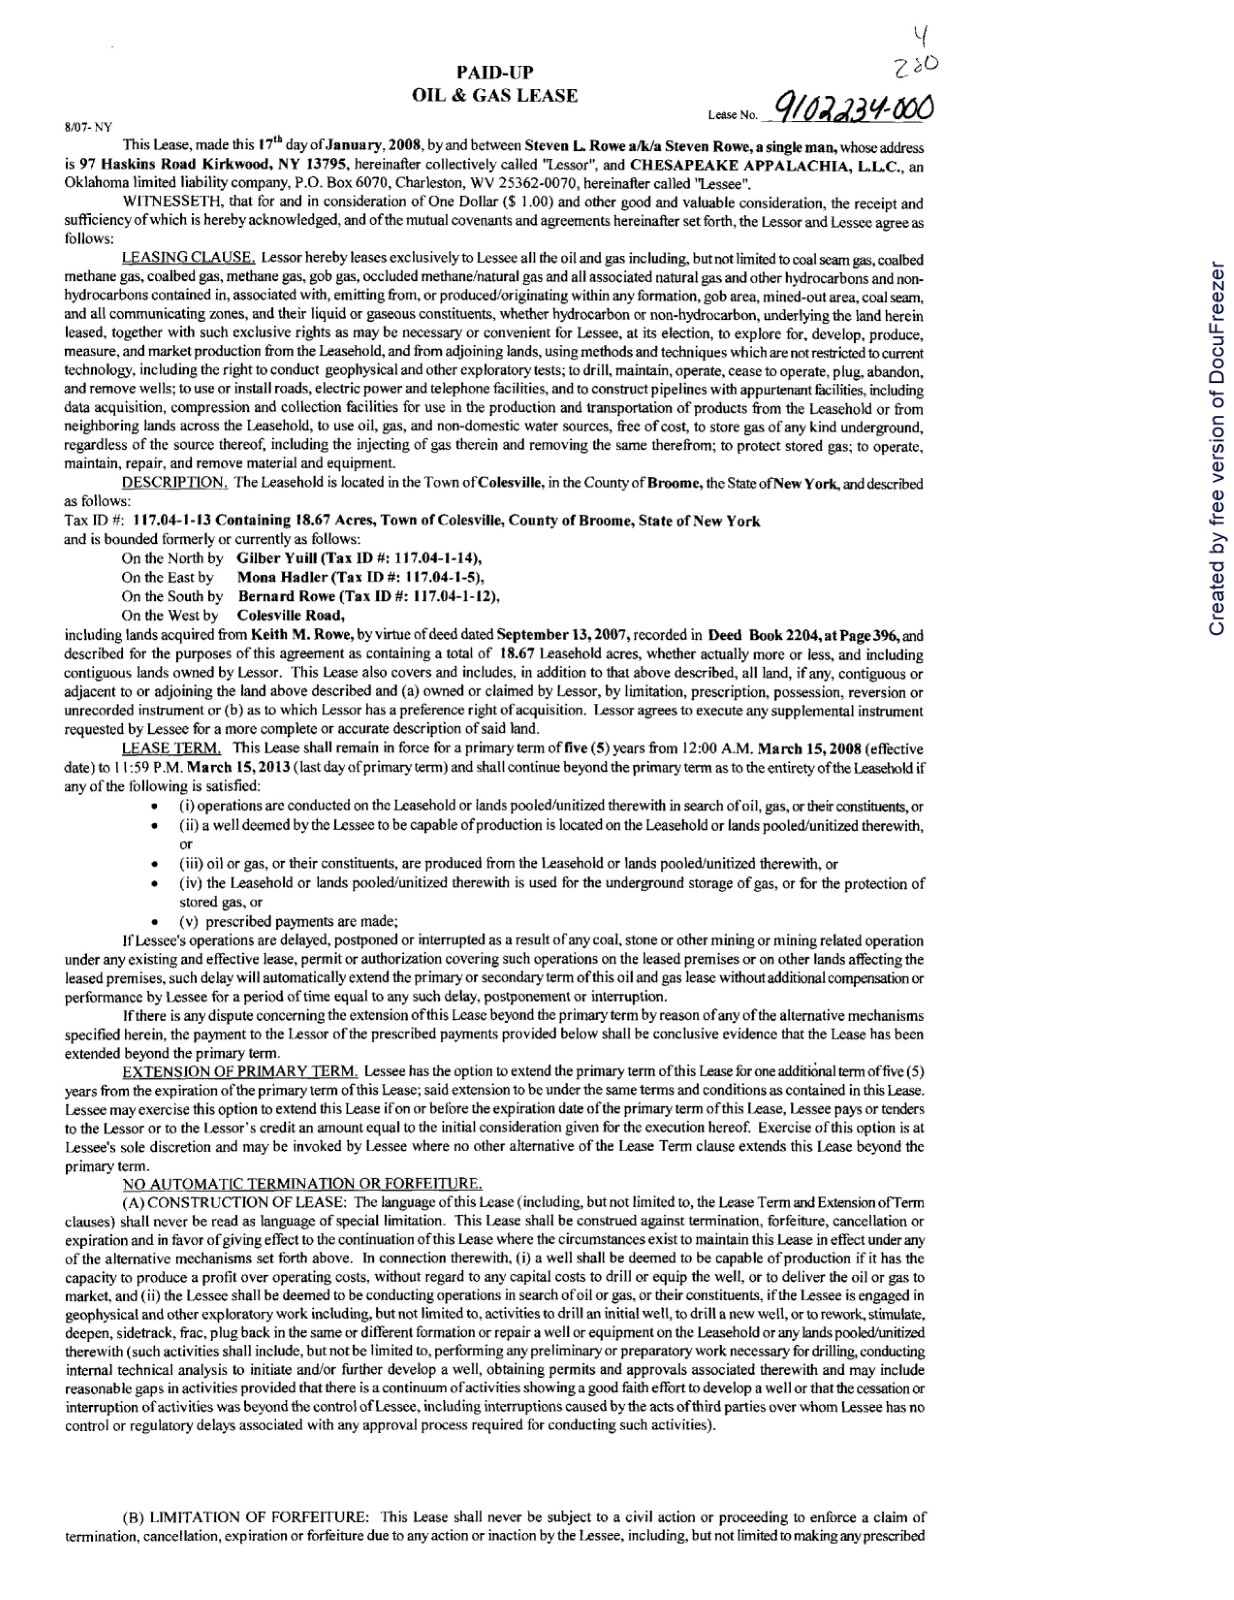 4
280
PAID-UP
OIL & GAS LEASE
Lease No. 9102234-000
8/07- NY
This Lease, made this 17th day of January, 2008, by and between Steven L. Rowe a/k/a Steven Rowe, a single man, whose address
is 97 Haskins Road Kirkwood, NY 13795, hereinafter collectively called "Lessor", and CHESAPEAKE APPALACHIA, L.L.C., an
Oklahoma limited liability company, P.O. Box 6070, Charleston, WV 25362-0070, hereinafter called "Lessee".
WITNESSETH, that for and in consideration of One Dollar ($ 1.00) and other good and valuable consideration, the receipt and
sufficiency of which is hereby acknowledged, and of the mutual covenants and agreements hereinafter set forth, the Lessor and Lessee agree as
follows:
LEASING CLAUSE. Lessor hereby leases exclusively to Lessee all the oil and gas including, but not limited to coal seam gas, coalbed
methane gas, coalbed gas, methane gas, gob gas, occluded methane/natural gas and all associated natural gas and other hydrocarbons and non-
hydrocarbons contained in, associated with, emitting from, or produced/originating within any formation, gob area, mined-out area, coal seam,
and all communicating zones, and their liquid or gaseous constituents, whether hydrocarbon or non-hydrocarbon, underlying the land herein
leased, together with such exclusive rights as may be necessary or convenient for Lessee, at its election, to explore for, develop, produce,
measure, and market production from the Leasehold, and from adjoining lands, using methods and techniques which are not restricted to current
technology, including the right to conduct geophysical and other exploratory tests; to drill, maintain, operate, cease to operate, plug, abandon,
and remove wells; to use or install roads, electric power and telephone facilities, and to construct pipelines with appurtenant facilities, including
data acquisition, compression and collection facilities for use in the production and transportation of products from the Leasehold or from
neighboring lands across the Leasehold, to use oil, gas, and non-domestic water sources, free of cost, to store gas of any kind underground,
regardless of the source thereof, including the injecting of gas therein and removing the same therefrom; to protect stored gas; to operate,
maintain, repair, and remove material and equipment.
DESCRIPTION. The Leasehold is located in the Town of Colesville, in the County of Broome, the State of New York, and described
as follows:
Tax ID #: 117.04-1-13 Containing 18.67 Acres, Town of Colesville, County of Broome, State of New York
and is bounded formerly or currently as follows:
On the North by Gilber Yuill (Tax ID #: 117.04-1-14),
On the East by Mona Hadler (Tax ID #: 117.04-1-5),
On the South by Bernard Rowe (Tax ID #: 117.04-1-12),
On the West by Colesville Road,
including lands acquired from Keith M. Rowe, by virtue of deed dated September 13, 2007, recorded in Deed Book 2204, at Page 396, and
described for the purposes of this agreement as containing a total of 18.67 Leasehold acres, whether actually more or less, and including
contiguous lands owned by Lessor. This Lease also covers and includes, in addition to that above described, all land, if any, contiguous or
adjacent to or adjoining the land above described and (a) owned or claimed by Lessor, by limitation, prescription, possession, reversion or
unrecorded instrument or (b) as to which Lessor has a preference right of acquisition. Lessor agrees to execute any supplemental instrument
requested by Lessee for a more complete or accurate description of said land.
LEASE TERM. This Lease shall remain in force for a primary term of five (5) years from 12:00 A.M. March 15, 2008 (effective
date) to 11:59 P.M. March 15, 2013 (last day of primary term) and shall continue beyond the primary term as to the entirety of the Leasehold if
any of the following is satisfied:
• (i) operations are conducted on the Leasehold or lands pooled/unitized therewith in search of oil, gas, or their constituents, or
• (ii) a well deemed by the Lessee to be capable of production is located on the Leasehold or lands pooled/unitized therewith,
or
• (iii) oil or gas, or their constituents, are produced from the Leasehold or lands pooled/unitized therewith, or
• (iv) the Leasehold or lands pooled/unitized therewith is used for the underground storage of gas, or for the protection of
stored gas, or
• (v) prescribed payments are made;
If Lessee's operations are delayed, postponed or interrupted as a result of any coal, stone or other mining or mining related operation
under any existing and effective lease, permit or authorization covering such operations on the leased premises or on other lands affecting the
leased premises, such delay will automatically extend the primary or secondary term of this oil and gas lease without additional compensation or
performance by Lessee for a period of time equal to any such delay, postponement or interruption.
If there is any dispute concerning the extension of this Lease beyond the primary term by reason of any of the alternative mechanisms
specified herein, the payment to the Lessor of the prescribed payments provided below shall be conclusive evidence that the Lease has been
extended beyond the primary term.
EXTENSION OF PRIMARY TERM. Lessee has the option to extend the primary term of this Lease for one additional term of five (5)
years from the expiration of the primary term of this Lease; said extension to be under the same terms and conditions as contained in this Lease.
Lessee may exercise this option to extend this Lease if on or before the expiration date of the primary term of this Lease, Lessee pays or tenders
to the Lessor or to the Lessor's credit an amount equal to the initial consideration given for the execution hereof. Exercise of this option is at
Lessee's sole discretion and may be invoked by Lessee where no other alternative of the Lease Term clause extends this Lease beyond the
primary term.
NO AUTOMATIC TERMINATION OR FORFEITURE.
(A) CONSTRUCTION OF LEASE: The language of this Lease (including, but not limited to, the Lease Term and Extension of Term
clauses) shall never be read as language of special limitation. This Lease shall be construed against termination, forfeiture, cancellation or
expiration and in favor of giving effect to the continuation of this Lease where the circumstances exist to maintain this Lease in effect under any
of the alternative mechanisms set forth above. In connection therewith, (i) a well shall be deemed to be capable of production if it has the
capacity to produce a profit over operating costs, without regard to any capital costs to drill or equip the well, or to deliver the oil or gas to
market, and (ii) the Lessee shall be deemed to be conducting operations in search of oil or gas, or their constituents, if the Lessee is engaged in
geophysical and other exploratory work including, but not limited to, activities to drill an initial well, to drill a new well, or to rework, stimulate,
deepen, sidetrack, frac, plug back in the same or different formation or repair a well or equipment on the Leasehold or any lands pooled/unitized
therewith (such activities shall include, but not be limited to, performing any preliminary or preparatory work necessary for drilling, conducting
internal technical analysis to initiate and/or further develop a well, obtaining permits and approvals associated therewith and may include
reasonable gaps in activities provided that there is a continuum of activities showing a good faith effort to develop a well or that the cessation or
interruption of activities was beyond the control of Lessee, including interruptions caused by the acts of third parties over whom Lessee has no
control or regulatory delays associated with any approval process required for conducting such activities).
(B) LIMITATION OF FORFEITURE: This Lease shall never be subject to a civil action or proceeding to enforce a claim of
termination, cancellation, expiration or forfeiture due to any action or inaction by the Lessee, including, but not limited to making any prescribed
Created by free version of DocuFreezer